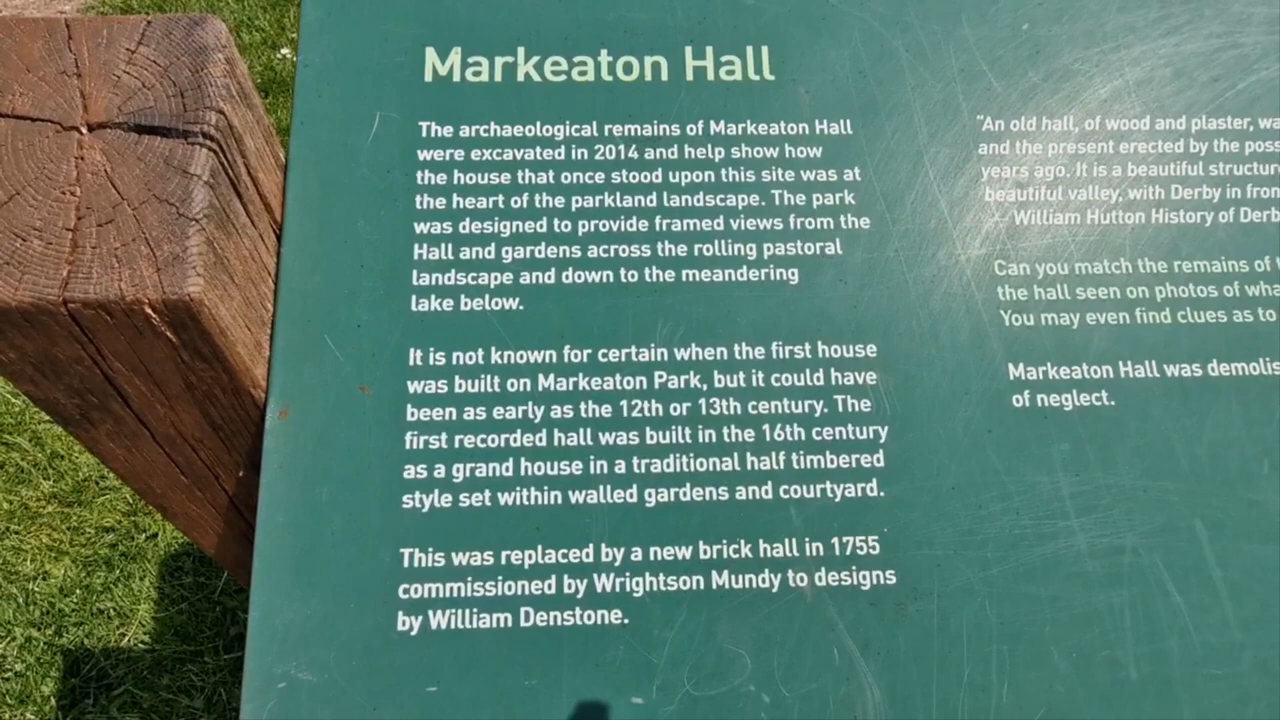 Markeaton Hall
The archaeological remains of Markeaton Hall
were excavated in 2014 and help show how
the house that once stood upon this site was at
the heart of the parkland landscape. The park
was designed to provide framed views from the
Hall and gardens across the rolling pastoral
landscape and down to the meandering
lake below.
It is not known for certain when the first house
was built on Markeaton Park, but it could have
been as early as the 12th or 13th century. The
first recorded hall was built in the 16th century
as a grand house in a traditional half timbered
style set within walled gardens and courtyard.
This was replaced by a new brick hall in 1755
commissioned by Wrightson Mundy to designs
by William Denstone.
"An old hall, of wood and plaster,
and the present erected by the
years ago. It is a beautiful
beautiful valley, with Derby in
— William Hutton History of
Can you match the remains of
the hall seen on photos of
You may even find clues as to
Markeaton Hall was
of neglect.